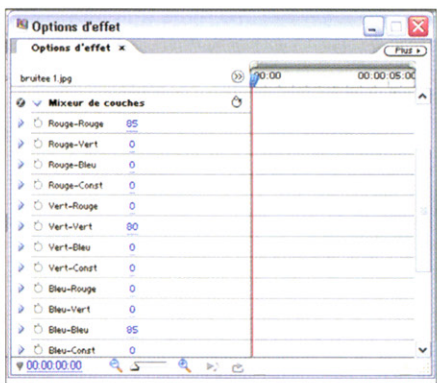 Options d'effet
Options d'effet ×
Plus
bruitee 1.jpg
00:00
00:00:05:00
Mixeur de couches
Rouge-Rouge 85
Rouge-Vert 0
Rouge-Bleu 0
Rouge-Const 0
Vert-Rouge 0
Vert-Vert 80
Vert-Bleu 0
Vert-Const 0
Bleu-Rouge 0
Bleu-Vert 0
Bleu-Bleu 85
Bleu-Const 0
00:00:00:00